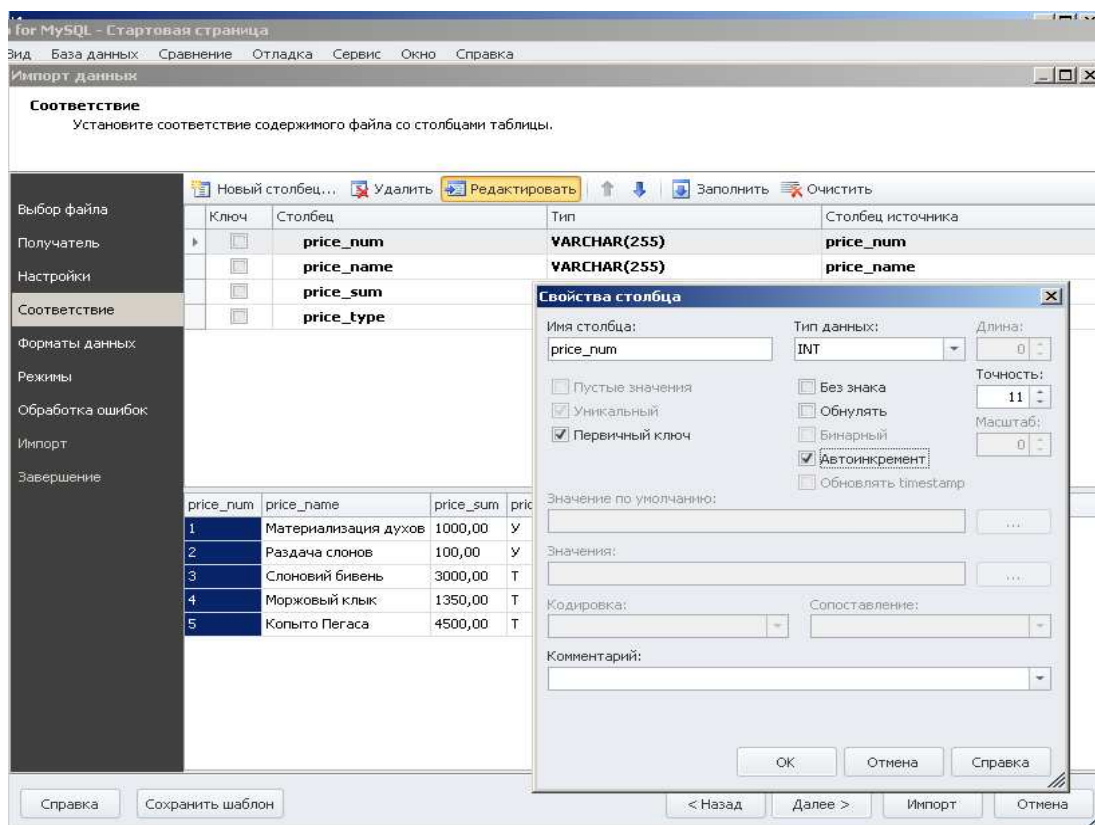 for MySQL - Стартовая страница
Вид База данных Сравнение Отладка Сервис Окно Справка
Импорт данных
Соответствие
Установите соответствие содержимого файла со столбцами таблицы.
Новый столбец... Удалить Редактировать Заполнить Очистить
Выбор файла
Получатель
Настройки
Соответствие
Форматы данных
Режимы
Обработка ошибок
Импорт
Завершение
Ключ Столбец Тип Столбец источника
price_num VARCHAR(255) price_num
price_name VARCHAR(255) price_name
price_sum
price_type
price_num price_name price_sum pric
1 Материализация духов 1000,00 У
2 Раздача слонов 100,00 У
3 Слоновий бивень 3000,00 Т
4 Моржовый клык 1350,00 Т
5 Копыто Пегаса 4500,00 Т
Свойства столбца
Имя столбца: Тип данных: Длина:
price_num INT 0
Пустые значения Без знака Точность:
Уникальный Обнулять 11
Первичный ключ Бинарный Масштаб:
Автоинкремент 0
Обновлять timestamp
Значение по умолчанию:
...
Значения:
...
Кодировка: Сопоставление:
Комментарий:
OK Отмена Справка
Справка Сохранить шаблон < Назад Далее > Импорт Отмена